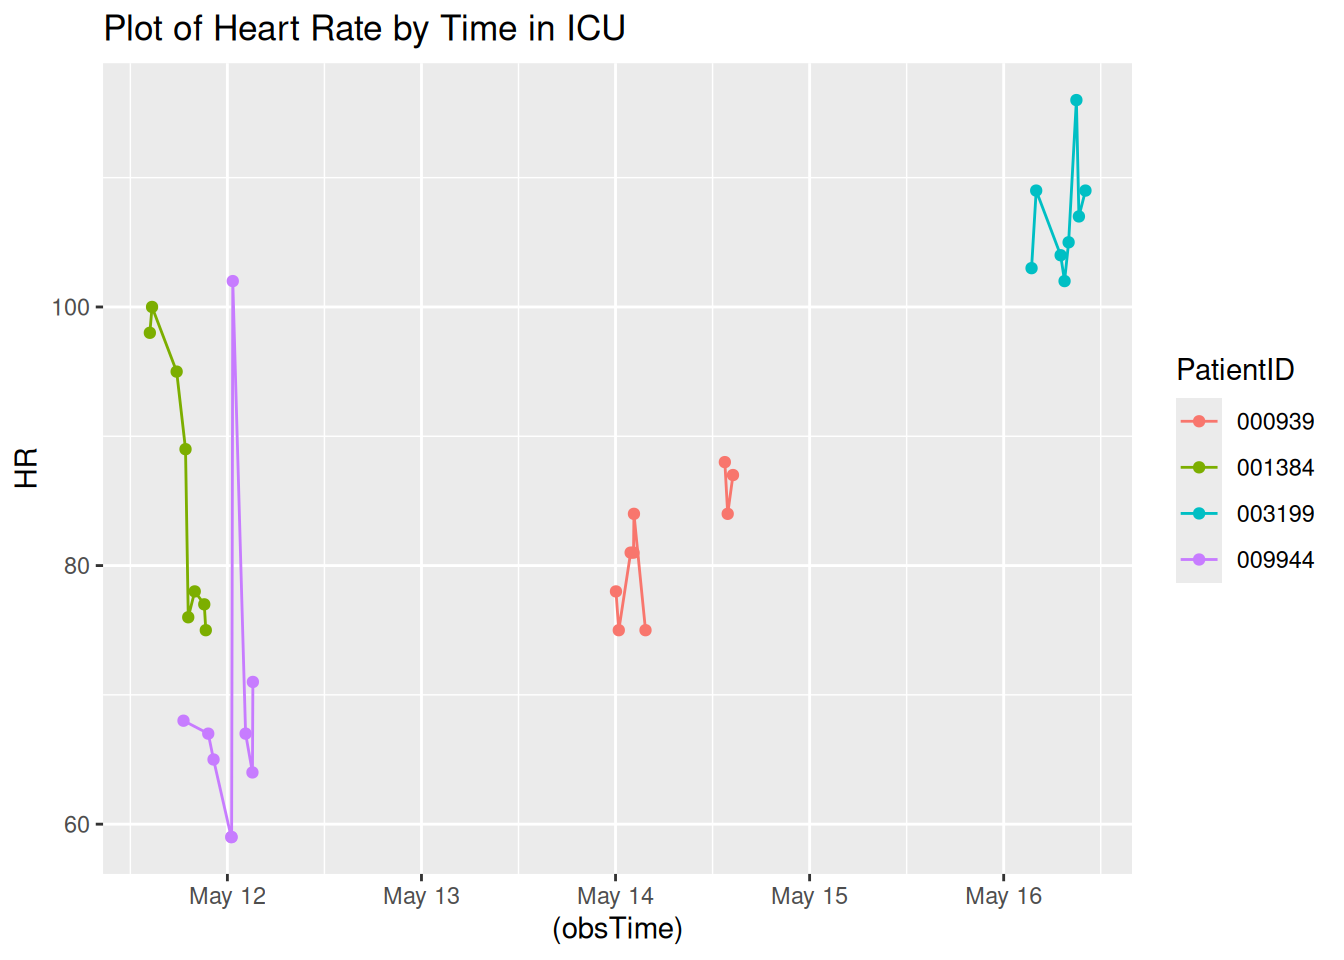 Plot of Heart Rate by Time in ICU
HR
100
80
60
May 12
May 13
May 14
May 15
May 16
(obsTime)
PatientID
000939
001384
003199
009944